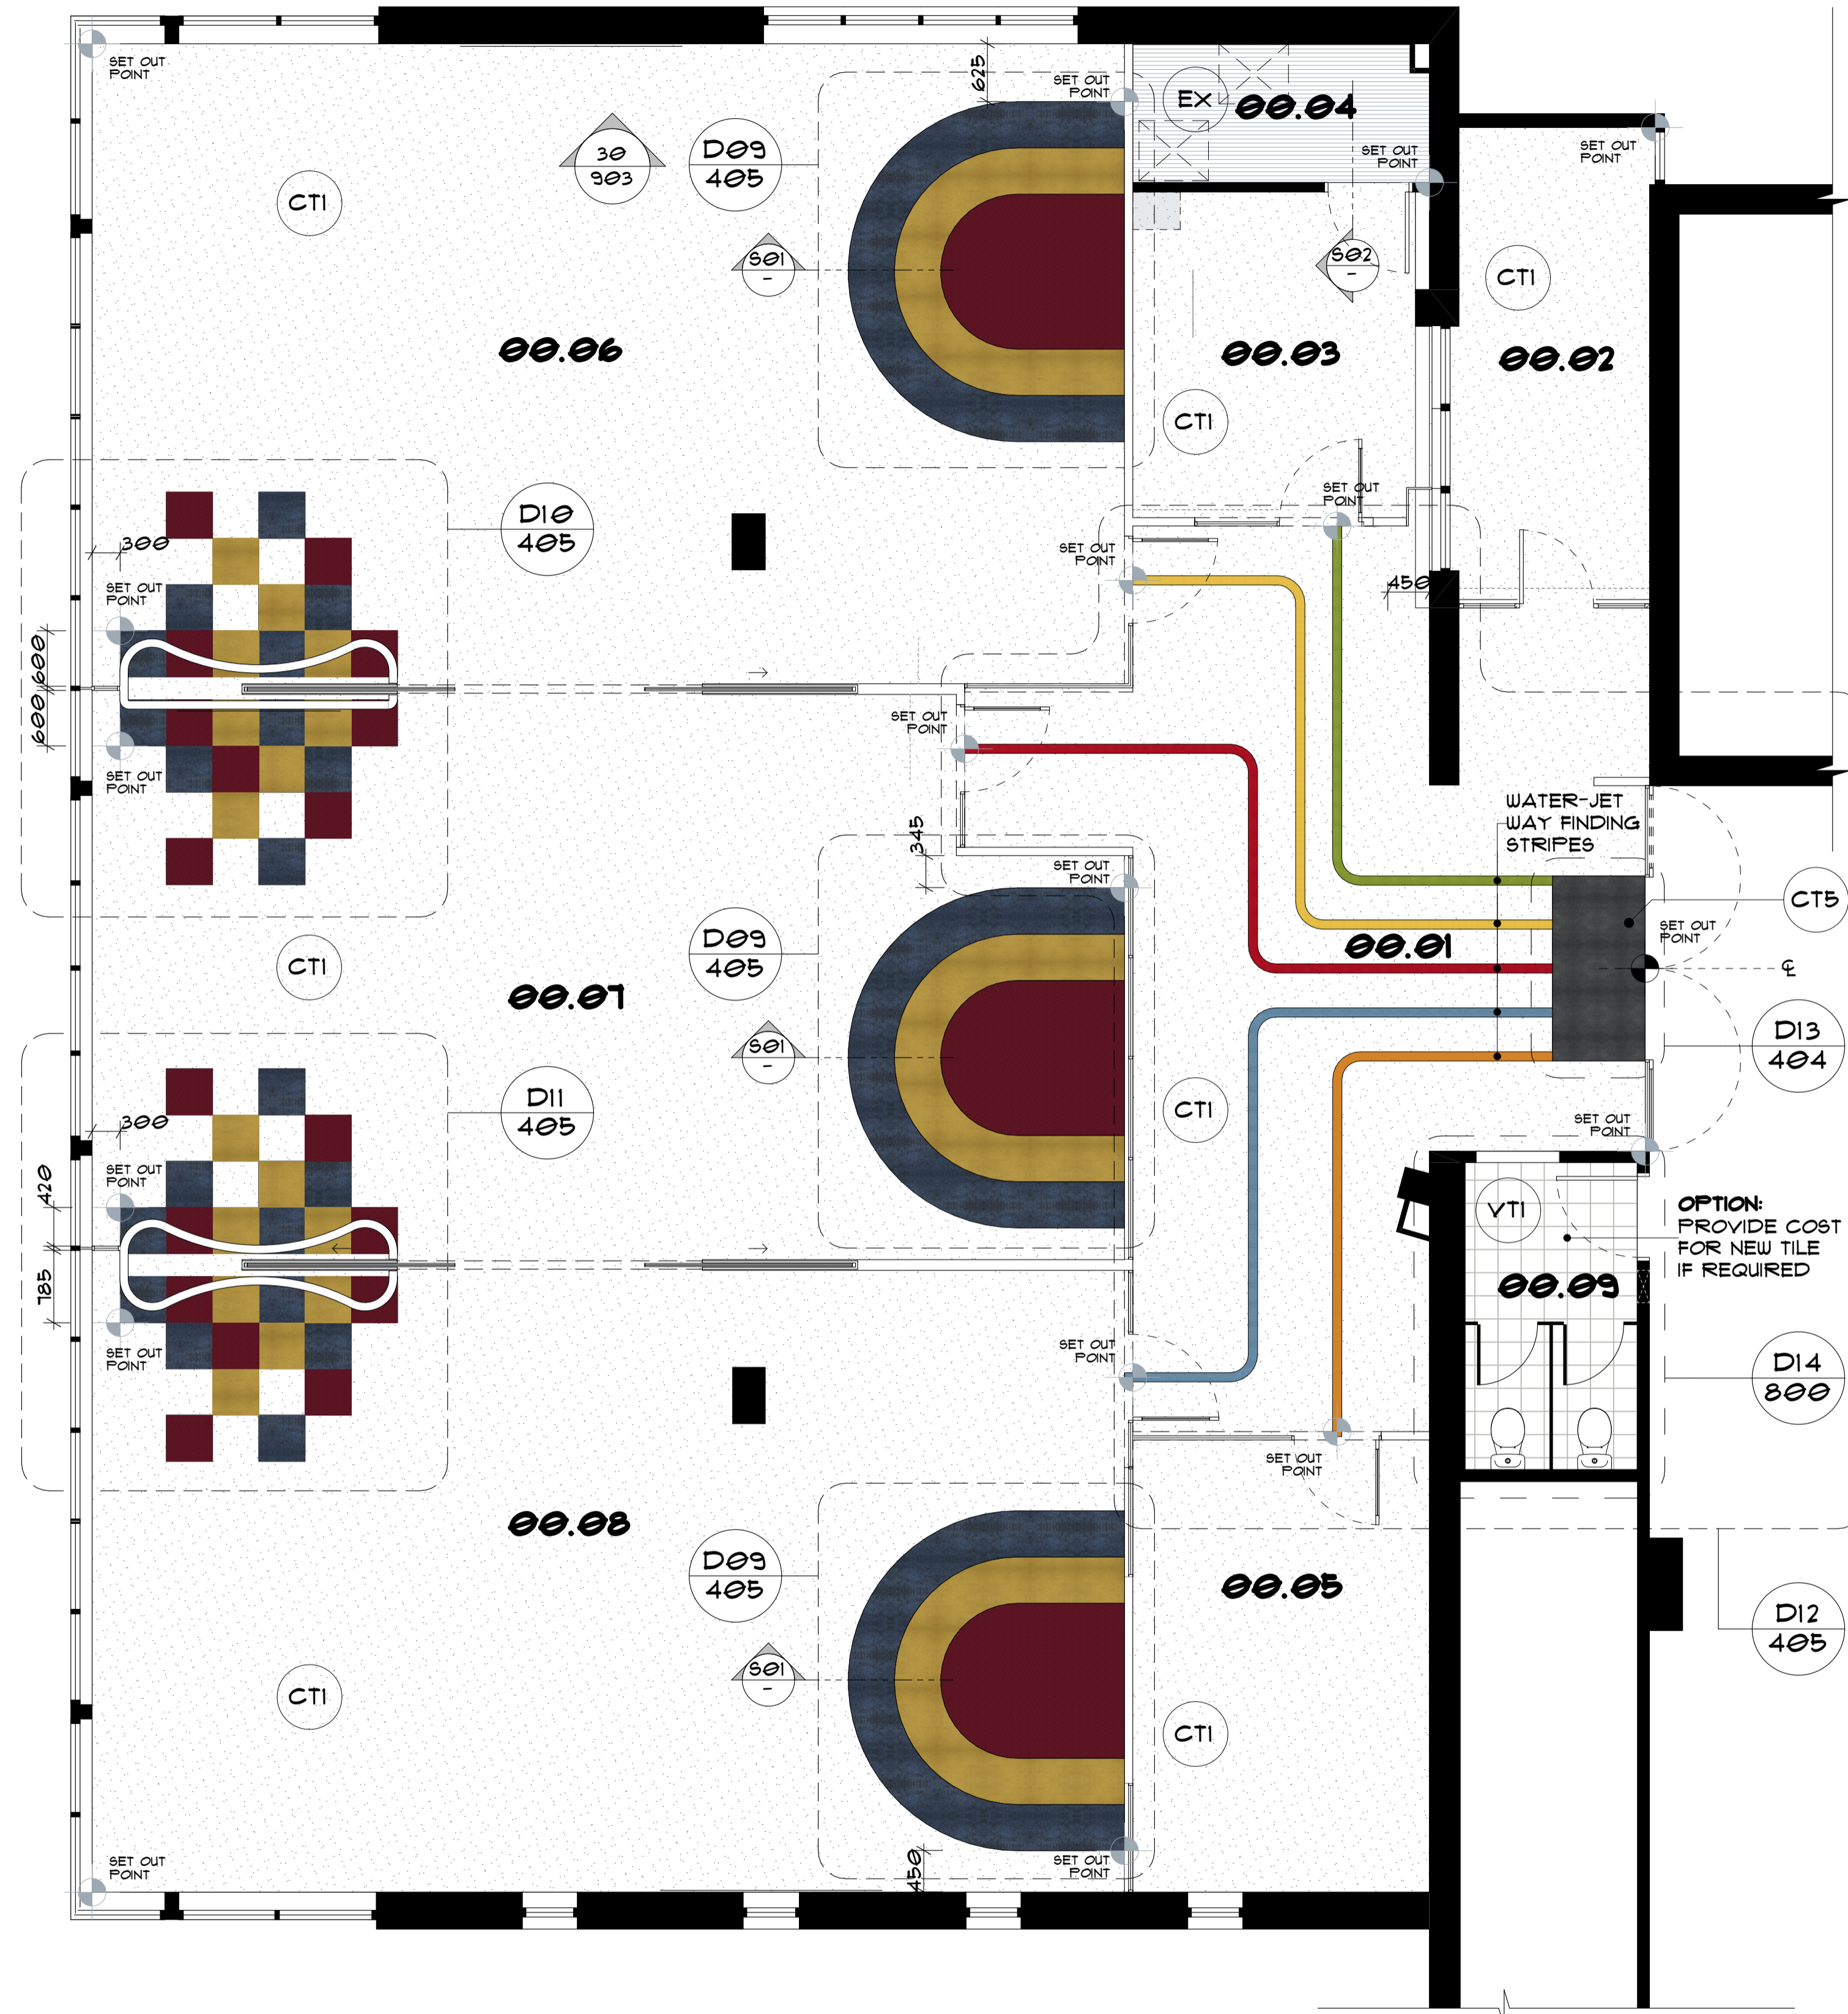 SET OUT
POINT
625
SET OUT
POINT
EX
00.04
SET OUT
POINT
SET OUT
POINT
30
903
D09
405
CT1
S01
-
S02
-
CT1
00.06
00.03
00.02
CT1
D10
405
SET OUT
POINT
300
SET OUT
POINT
SET OUT
POINT
450
600
600
SET OUT
POINT
SET OUT
POINT
WATER-JET
WAY FINDING
STRIPES
345
SET OUT
POINT
CT5
SET OUT
POINT
D09
405
00.01
CT1
00.07
℄
D13
404
S01
-
D11
405
CT1
300
SET OUT
POINT
SET OUT
POINT
420
VT1
OPTION:
PROVIDE COST
FOR NEW TILE
IF REQUIRED
785
00.09
SET OUT
POINT
SET OUT
POINT
D14
800
SET OUT
POINT
00.08
D09
405
00.05
D12
405
S01
-
CT1
CT1
SET OUT
POINT
450
SET OUT
POINT